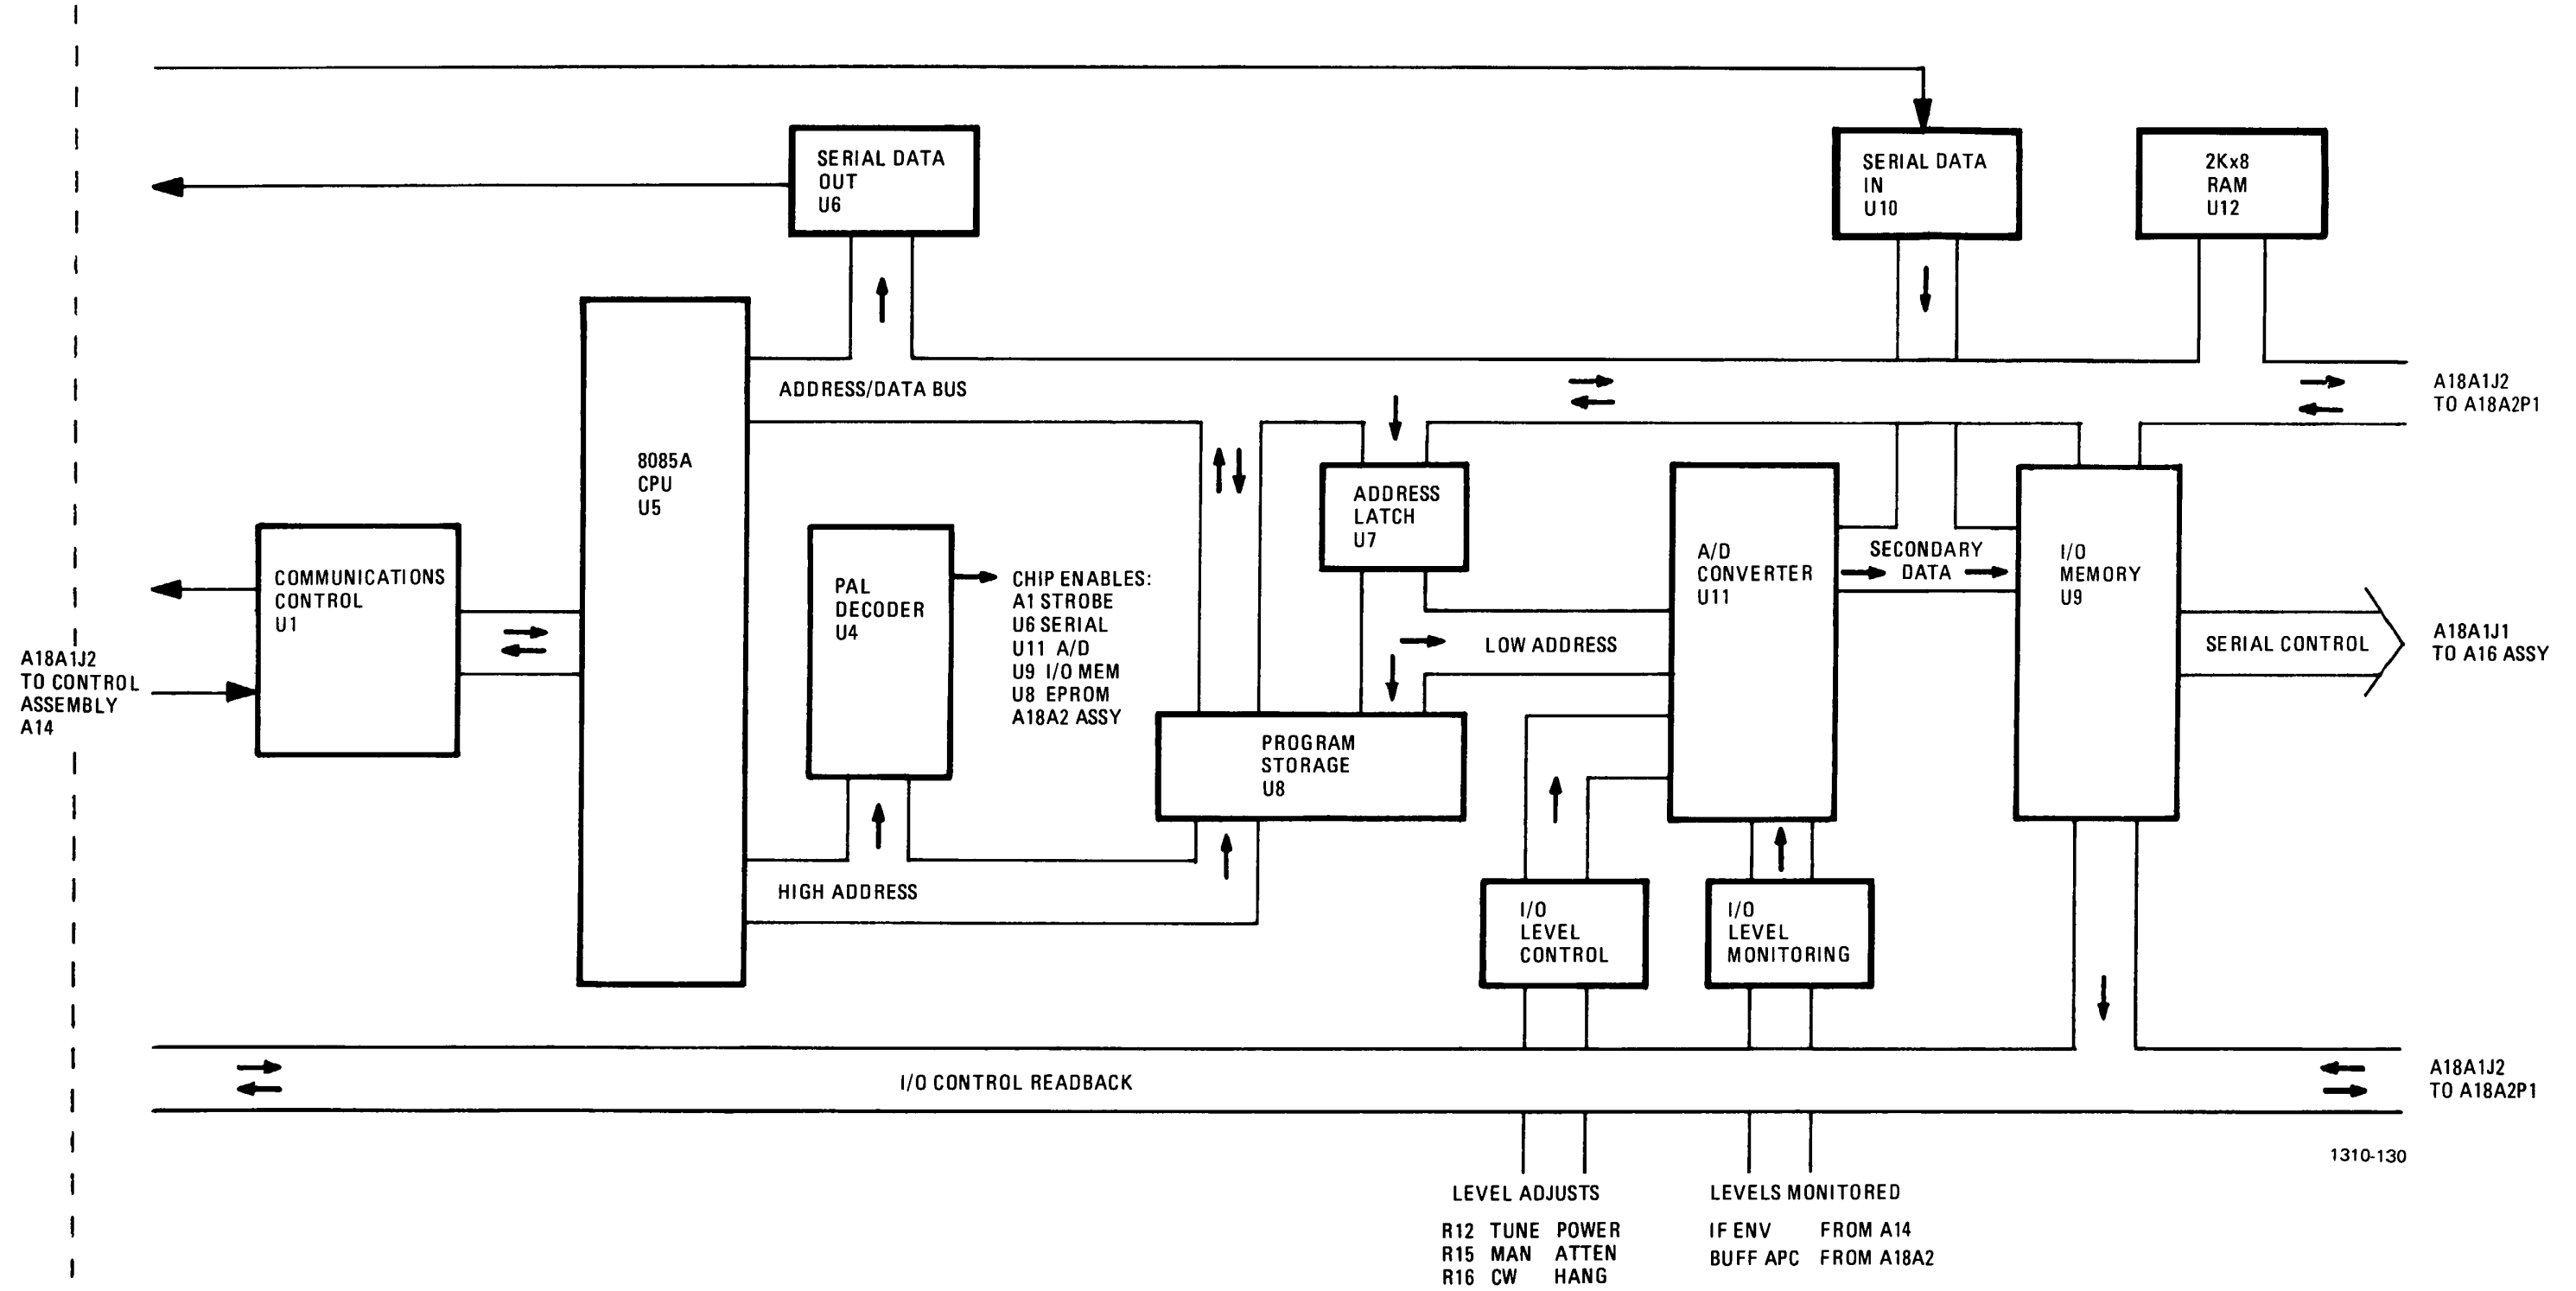 SERIAL DATA
OUT
U6
SERIAL DATA
IN
U10
2Kx8
RAM
U12
ADDRESS/DATA BUS
A18A1J2
TO A18A2P1
8085A
CPU
U5
ADDRESS
LATCH
U7
COMMUNICATIONS
CONTROL
U1
PAL
DECODER
U4
CHIP ENABLES:
A1 STROBE
U6 SERIAL
U11 A/D
U9 I/O MEM
U8 EPROM
A18A2 ASSY
A/D
CONVERTER
U11
SECONDARY
DATA
I/O
MEMORY
U9
LOW ADDRESS
SERIAL CONTROL
A18A1J1
TO A16 ASSY
A18A1J2
TO CONTROL
ASSEMBLY
A14
PROGRAM
STORAGE
U8
HIGH ADDRESS
I/O
LEVEL
CONTROL
I/O
LEVEL
MONITORING
I/O CONTROL READBACK
A18A1J2
TO A18A2P1
1310-130
LEVEL ADJUSTS
R12 TUNE POWER
R15 MAN ATTEN
R16 CW HANG
LEVELS MONITORED
IF ENV FROM A14
BUFF APC FROM A18A2